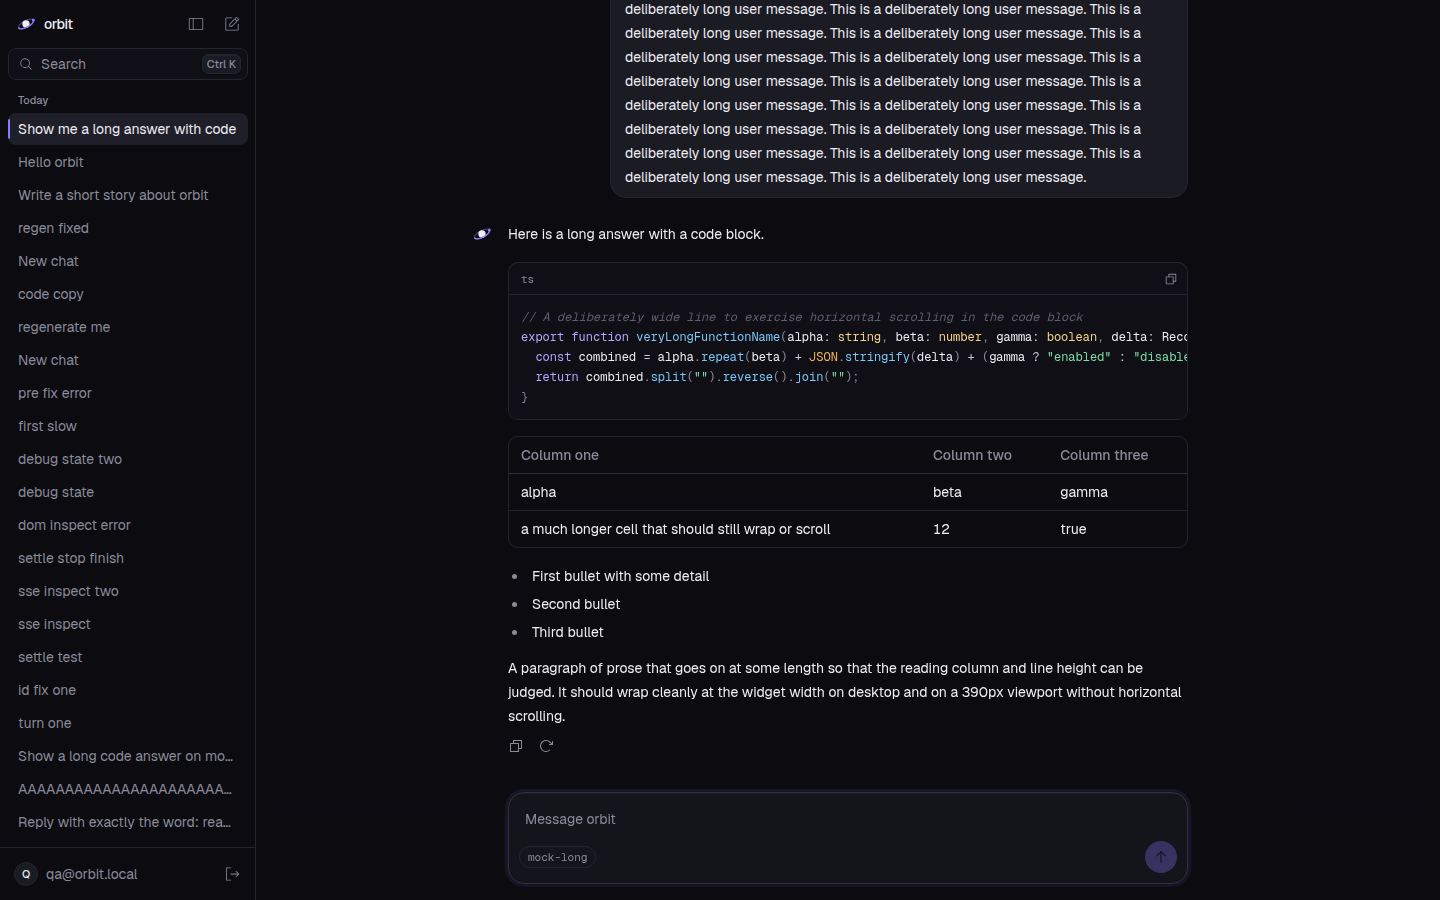 orbit
Search
Ctrl K
Today
Show me a long answer with code
Hello orbit
Write a short story about orbit
regen fixed
New chat
code copy
regenerate me
New chat
pre fix error
first slow
debug state two
debug state
dom inspect error
settle stop finish
sse inspect two
sse inspect
settle test
id fix one
turn one
Show a long code answer on mo...
AAAAAAAAAAAAAAAAAAAAAA...
Reply with exactly the word: rea...
Q
qa@orbit.local
deliberately long user message. This is a deliberately long user message. This is a
deliberately long user message. This is a deliberately long user message. This is a
deliberately long user message. This is a deliberately long user message. This is a
deliberately long user message. This is a deliberately long user message. This is a
deliberately long user message. This is a deliberately long user message. This is a
deliberately long user message. This is a deliberately long user message. This is a
deliberately long user message. This is a deliberately long user message. This is a
deliberately long user message. This is a deliberately long user message.
Here is a long answer with a code block.
ts
// A deliberately wide line to exercise horizontal scrolling in the code block
export function veryLongFunctionName(alpha: string, beta: number, gamma: boolean, delta: Reco
  const combined = alpha.repeat(beta) + JSON.stringify(delta) + (gamma ? "enabled" : "disable
  return combined.split("").reverse().join("");
}
Column one Column two Column three
alpha beta gamma
a much longer cell that should still wrap or scroll 12 true
• First bullet with some detail
• Second bullet
• Third bullet
A paragraph of prose that goes on at some length so that the reading column and line height can be
judged. It should wrap cleanly at the widget width on desktop and on a 390px viewport without horizontal
scrolling.
Message orbit
mock-long